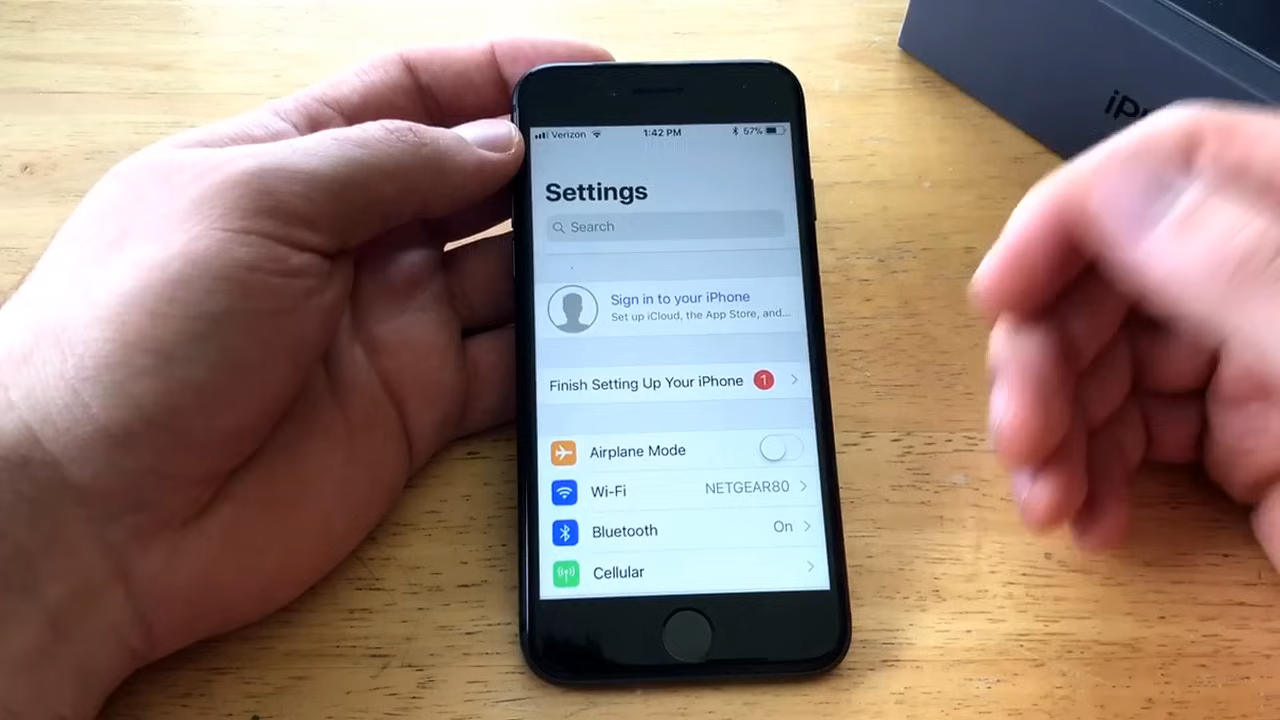 Verizon 1:42 PM 57%
Settings
Search
Sign in to your iPhone
Set up iCloud, the App Store, and...
Finish Setting Up Your iPhone 1
Airplane Mode
Wi-Fi NETGEAR80
Bluetooth On
Cellular